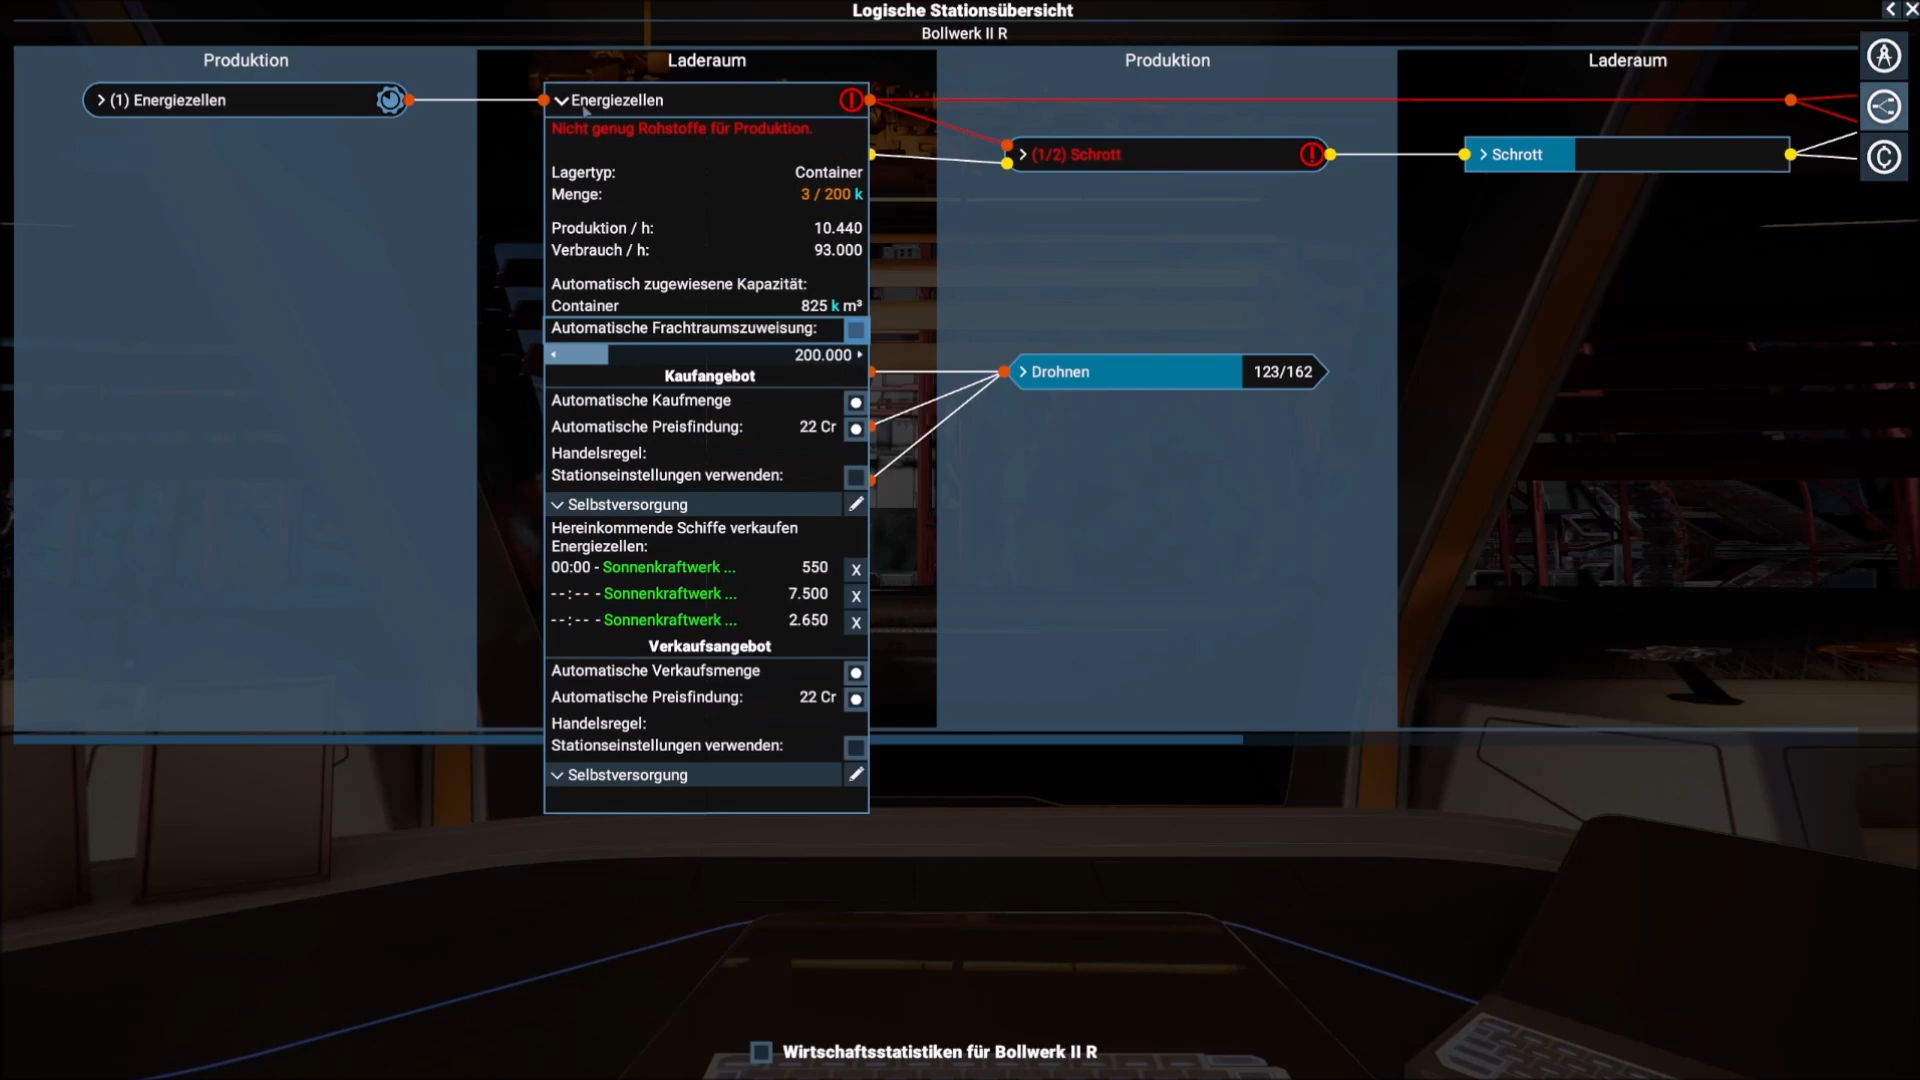 Logische Stationsübersicht
Bollwerk II R
Produktion
Laderaum
Produktion
Laderaum
(1) Energiezellen
Energiezellen
Nicht genug Rohstoffe für Produktion.
Lagertyp: Container
Menge: 3 / 200 k
Produktion / h: 10.440
Verbrauch / h: 93.000
Automatisch zugewiesene Kapazität:
Container 825 k m³
Automatische Frachtraumszuweisung:
200.000
Kaufangebot
Automatische Kaufmenge
Automatische Preisfindung: 22 Cr
Handelsregel:
Stationseinstellungen verwenden:
Selbstversorgung
Hereinkommende Schiffe verkaufen
Energiezellen:
00:00 - Sonnenkraftwerk ... 550 X
--:-- - Sonnenkraftwerk ... 7.500 X
--:-- - Sonnenkraftwerk ... 2.650 X
Verkaufsangebot
Automatische Verkaufsmenge
Automatische Preisfindung: 22 Cr
Handelsregel:
Stationseinstellungen verwenden:
Selbstversorgung
(1/2) Schrott
Schrott
Drohnen 123/162
Wirtschaftsstatistiken für Bollwerk II R